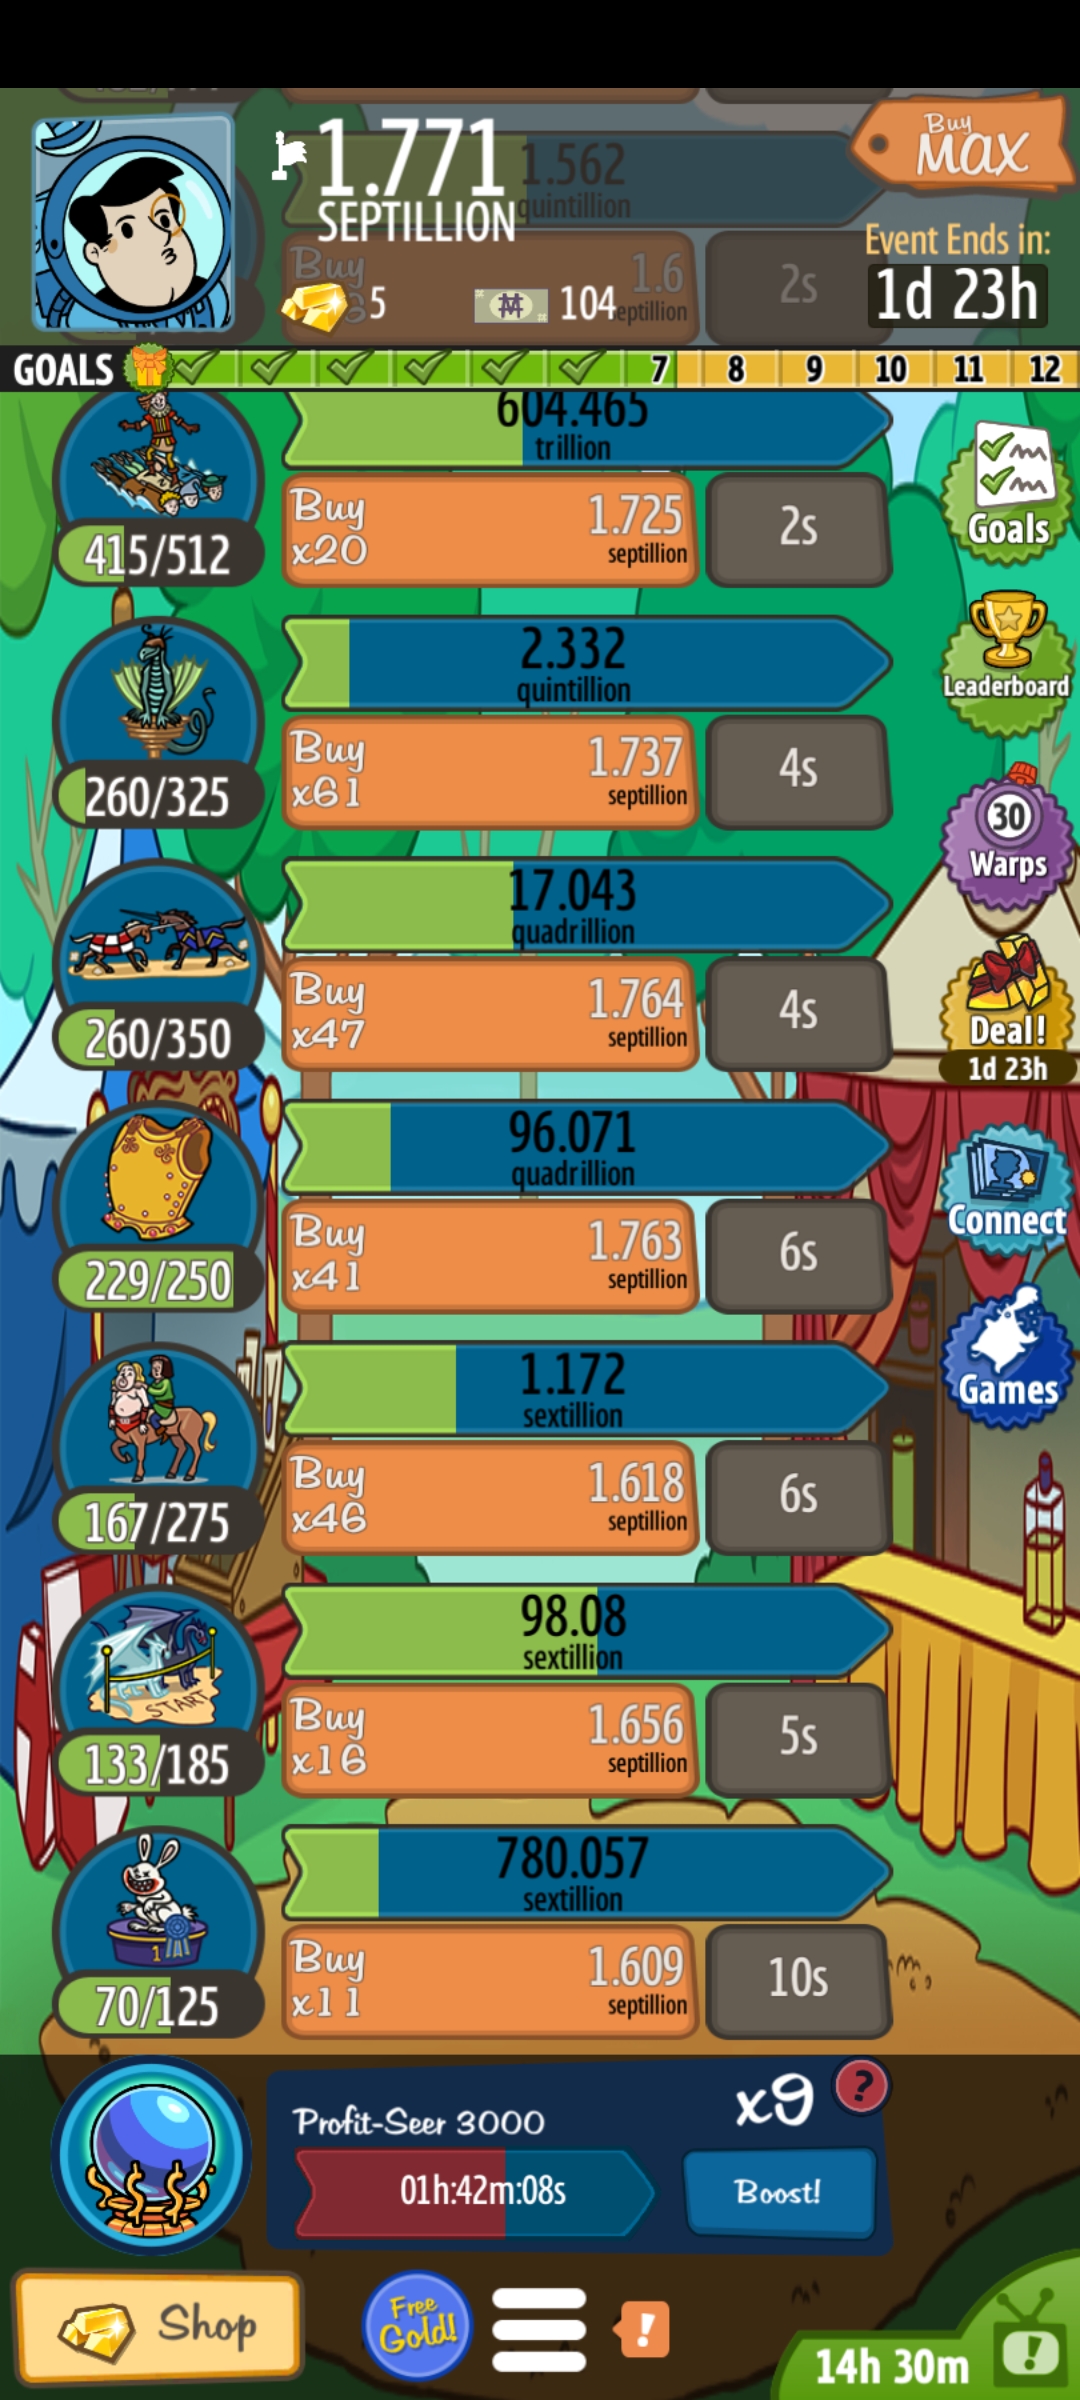 Buy
MAX
1.771
SEPTILLION
1.562
quintillion
Buy
1.6
2s
5
104
Event Ends in:
1d 23h
GOALS
7 8 9 10 11 12
604.465
trillion
415/512
Buy
x20
1.725
septillion
2s
Goals
2.332
quintillion
260/325
Buy
x61
1.737
septillion
4s
Leaderboard
17.043
quadrillion
260/350
Buy
x47
1.764
septillion
4s
30
Warps
Deal!
1d 23h
96.071
quadrillion
229/250
Buy
x41
1.763
septillion
6s
Connect
1.172
sextillion
167/275
Buy
x46
1.618
septillion
6s
Games
98.08
sextillion
START
133/185
Buy
x16
1.656
septillion
5s
780.057
sextillion
1
70/125
Buy
x11
1.609
septillion
10s
Profit-Seer 3000
x9
?
01h:42m:08s
Boost!
Shop
Free
Gold!
!
14h 30m
!